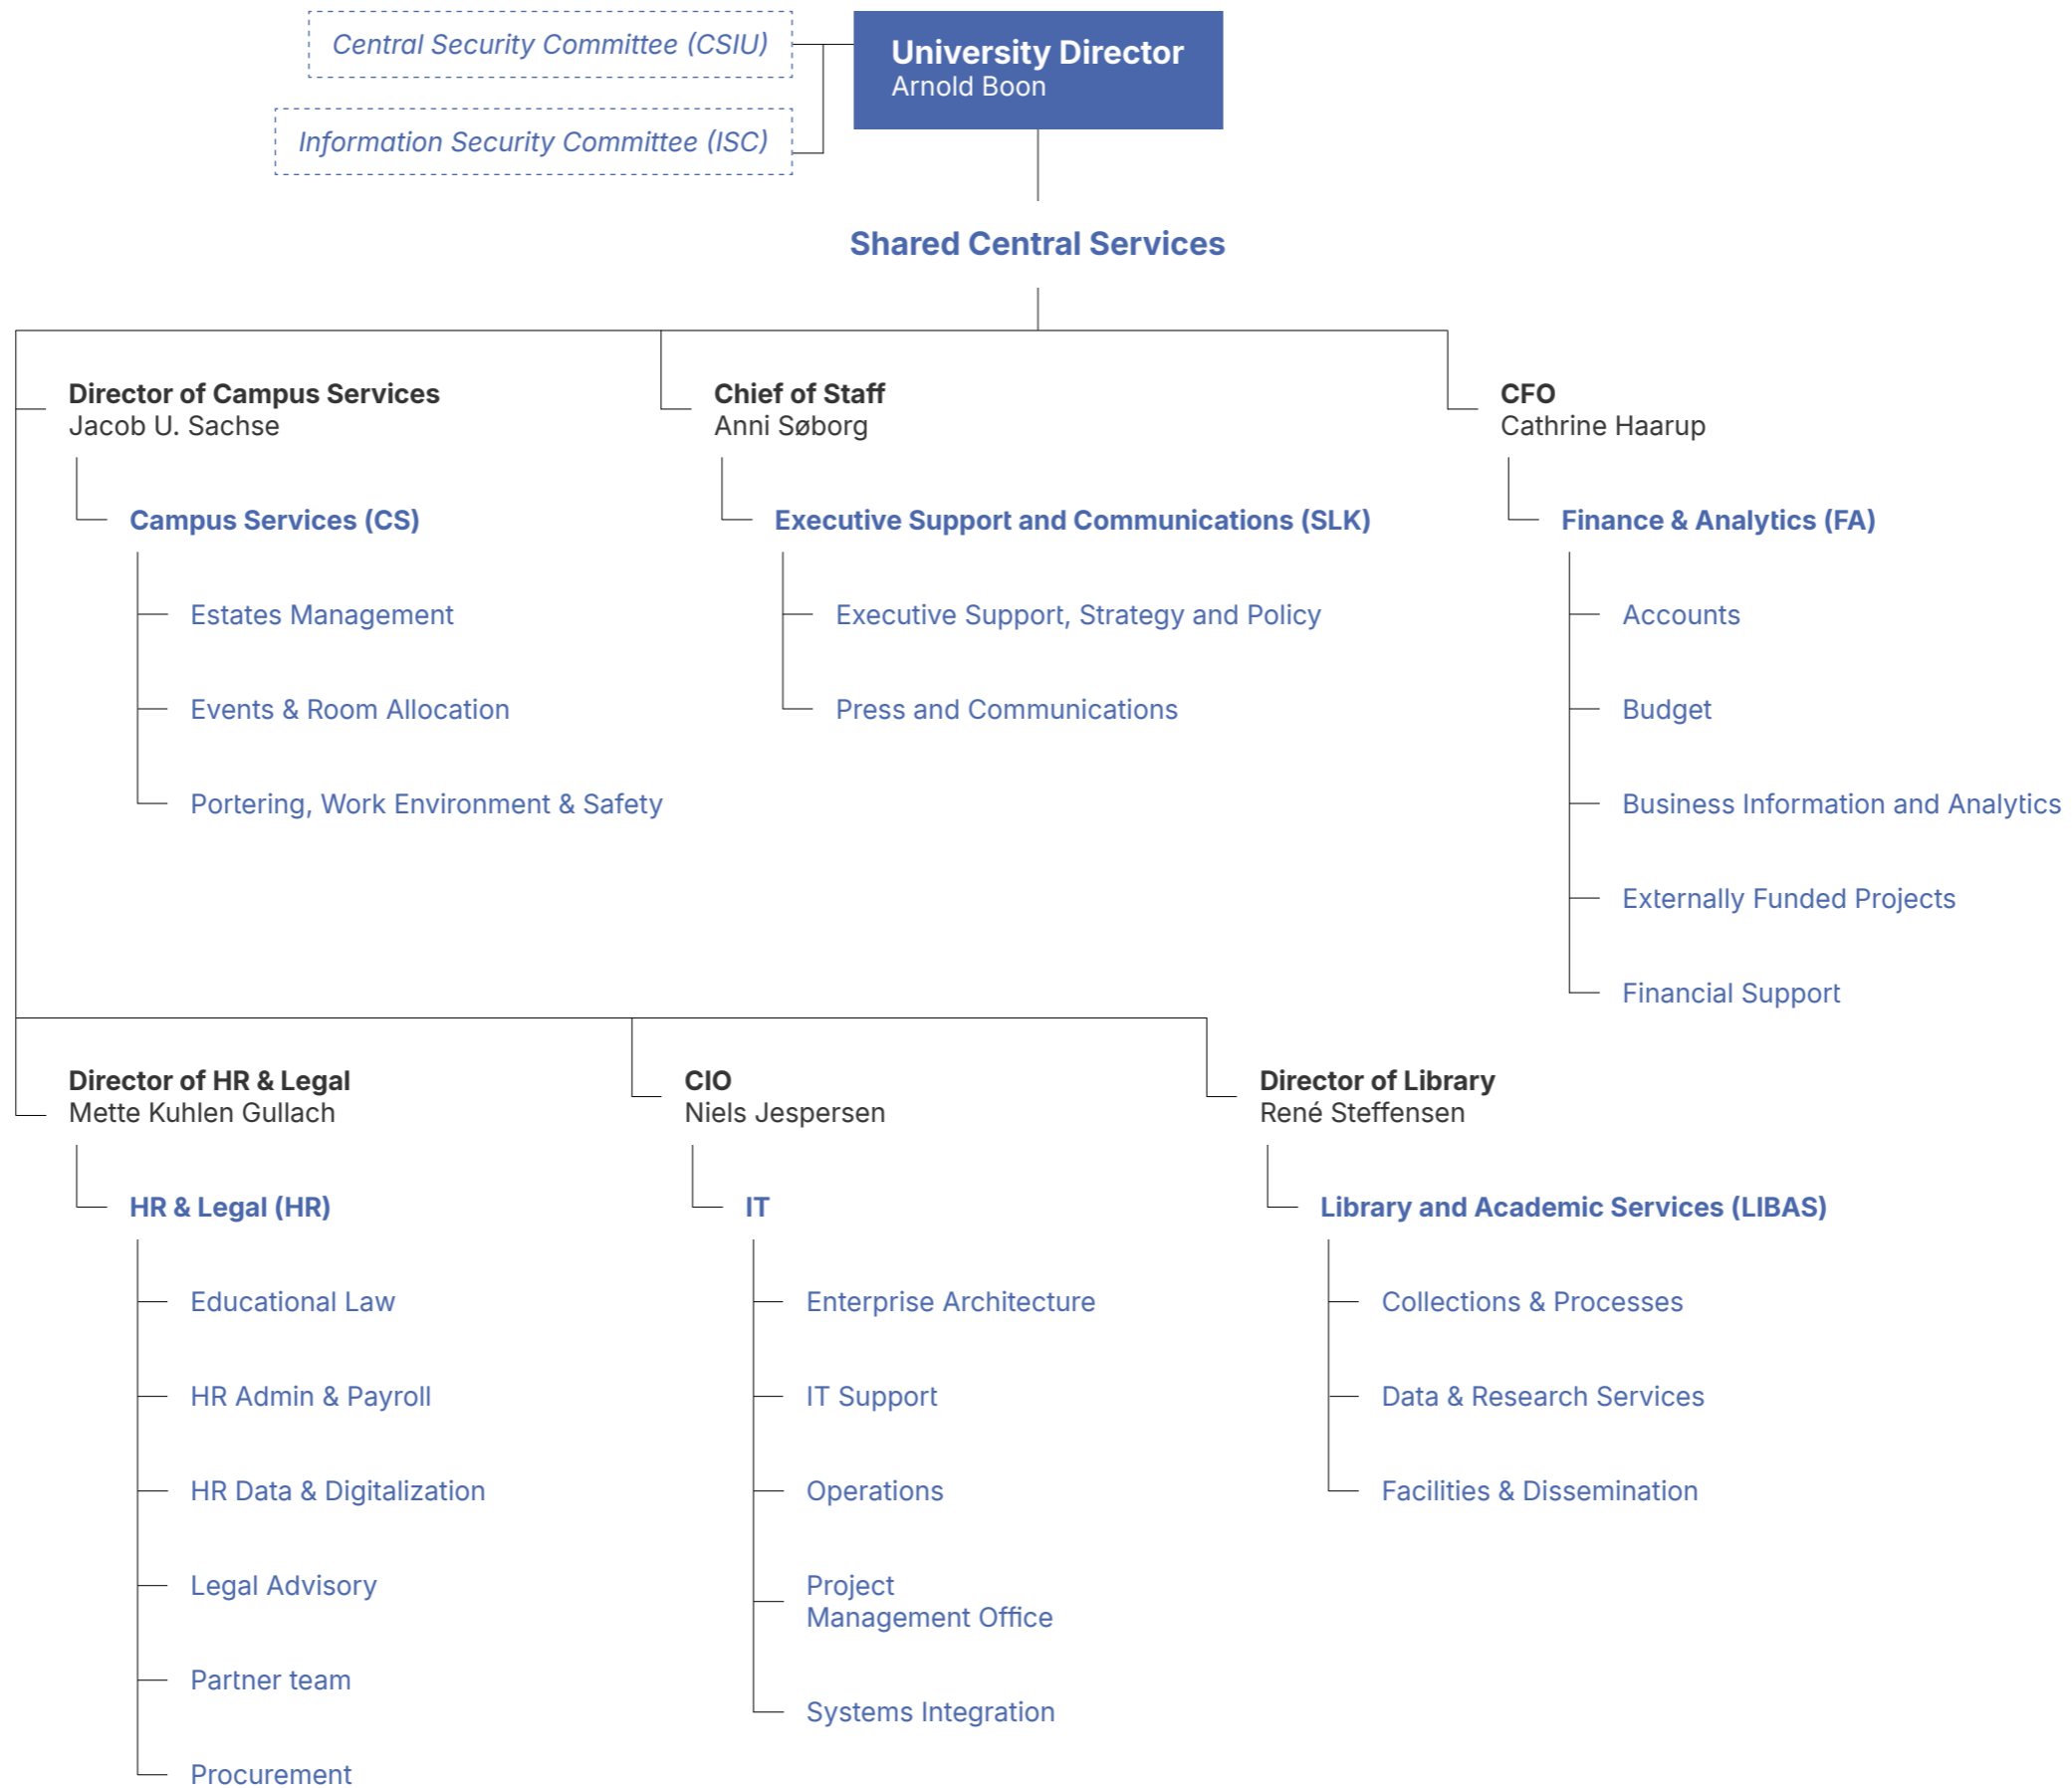 Central Security Committee (CSIU)
University Director
Arnold Boon
Information Security Committee (ISC)
Shared Central Services
Director of Campus Services
Jacob U. Sachse
Campus Services (CS)
Estates Management
Events & Room Allocation
Portering, Work Environment & Safety
Chief of Staff
Anni Søborg
Executive Support and Communications (SLK)
Executive Support, Strategy and Policy
Press and Communications
CFO
Cathrine Haarup
Finance & Analytics (FA)
Accounts
Budget
Business Information and Analytics
Externally Funded Projects
Financial Support
Director of HR & Legal
Mette Kuhlen Gullach
HR & Legal (HR)
Educational Law
HR Admin & Payroll
HR Data & Digitalization
Legal Advisory
Partner team
Procurement
CIO
Niels Jespersen
IT
Enterprise Architecture
IT Support
Operations
Project
Management Office
Systems Integration
Director of Library
René Steffensen
Library and Academic Services (LIBAS)
Collections & Processes
Data & Research Services
Facilities & Dissemination